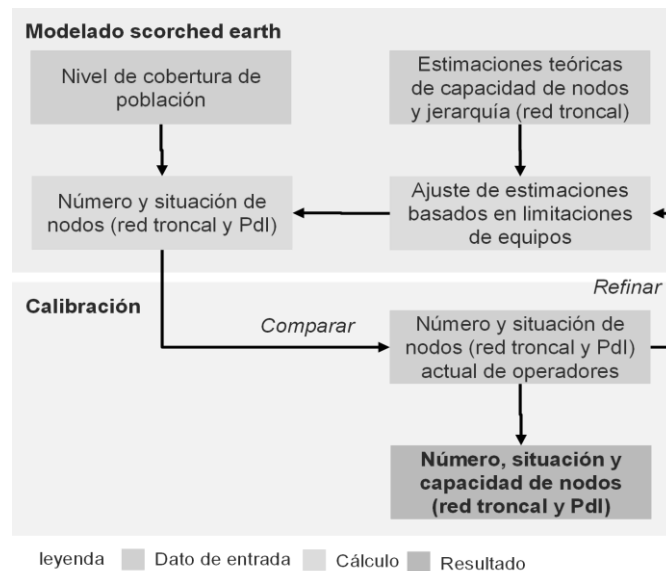 Modelado scorched earth
Nivel de cobertura de
población
Estimaciones teóricas
de capacidad de nodos
y jerarquía (red troncal)
Número y situación de
nodos (red troncal y PdI)
Ajuste de estimaciones
basados en limitaciones
de equipos
Refinar
Calibración
Comparar
Número y situación de
nodos (red troncal y PdI)
actual de operadores
Número, situación y
capacidad de nodos
(red troncal y PdI)
leyenda Dato de entrada Cálculo Resultado